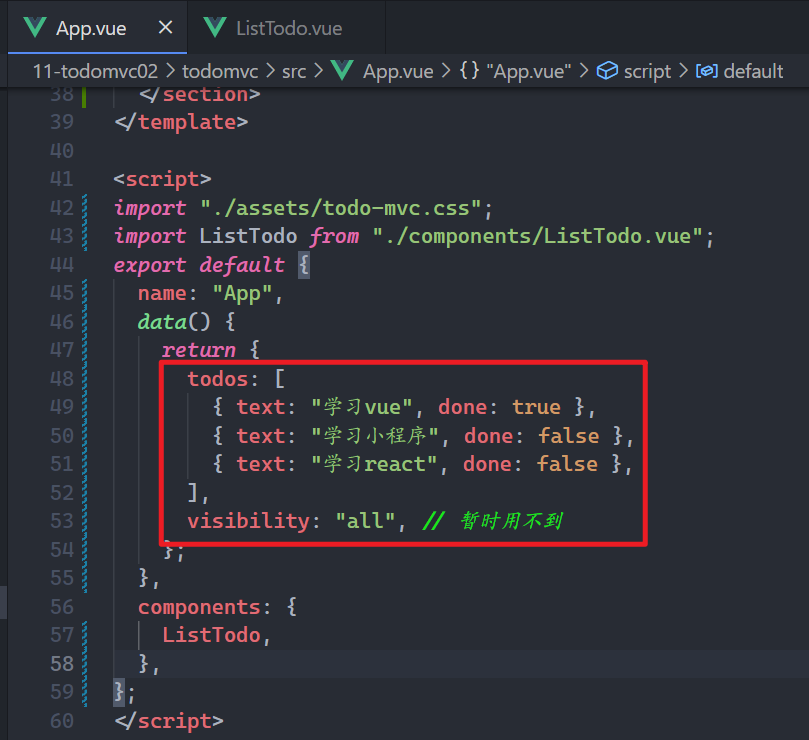 App.vue ListTodo.vue
11-todomvc02 > todomvc > src > App.vue > {} "App.vue" > script > default
38 </section>
39 </template>
40
41 <script>
42 import "./assets/todo-mvc.css";
43 import ListTodo from "./components/ListTodo.vue";
44 export default {
45 name: "App",
46 data() {
47 return {
48 todos: [
49 { text: "学习vue", done: true },
50 { text: "学习小程序", done: false },
51 { text: "学习react", done: false },
52 ],
53 visibility: "all", // 暂时用不到
54 };
55 },
56 components: {
57 ListTodo,
58 },
59 };
60 </script>